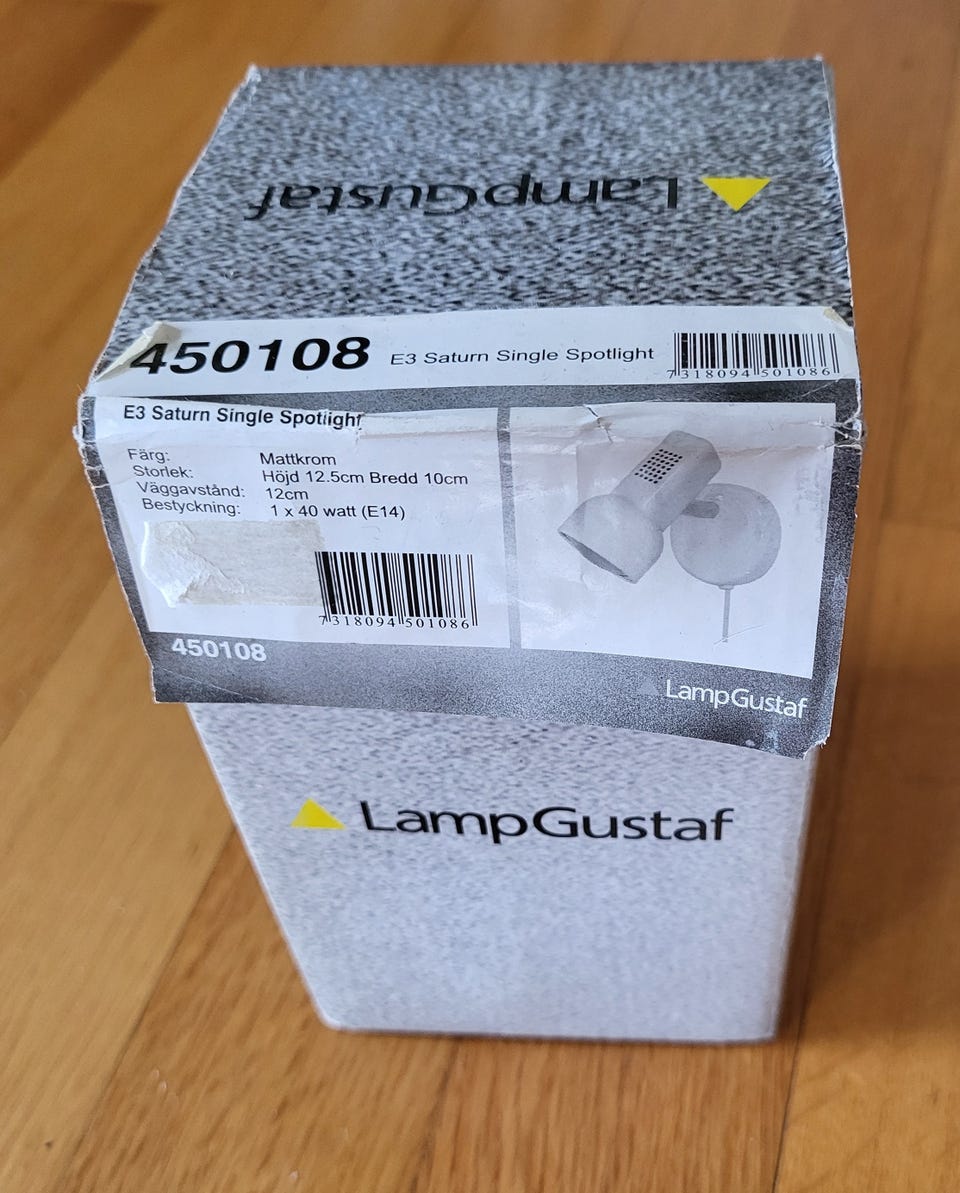 LampGustaf
450108 E3 Saturn Single Spotlight
7318094501086
E3 Saturn Single Spotlight
Färg: Mattkrom
Storlek: Höjd 12.5cm Bredd 10cm
Väggavstånd: 12cm
Bestyckning: 1 x 40 watt (E14)
7318094501086
450108
LampGustaf
LampGustaf